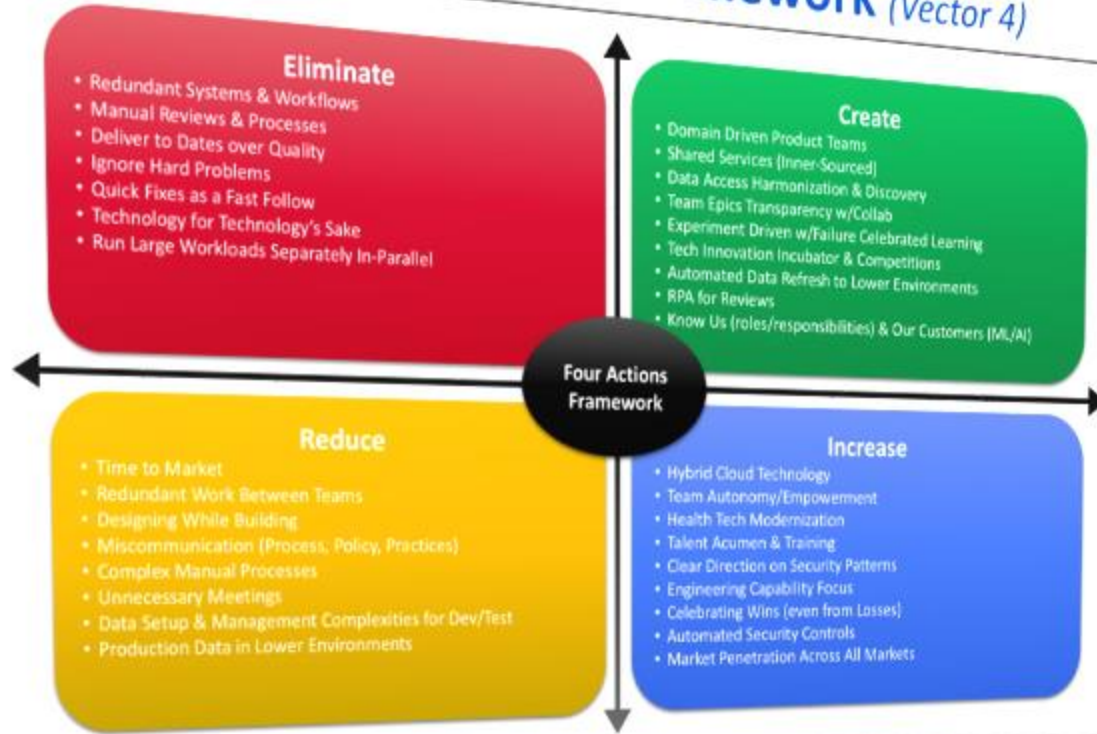 (Vector 4)
Eliminate
• Redundant Systems & Workflows
• Manual Reviews & Processes
• Deliver to Dates over Quality
• Ignore Hard Problems
• Quick Fixes as a Fast Follow
• Technology for Technology's Sake
• Run Large Workloads Separately In-Parallel
Create
• Domain Driven Product Teams
• Shared Services (Inner-Sourced)
• Data Access Harmonization & Discovery
• Team Epics Transparency w/Collab
• Experiment Driven w/Failure Celebrated Learning
• Tech Innovation Incubator & Competitions
• Automated Data Refresh to Lower Environments
• RPA for Reviews
• Know Us (roles/responsibilities) & Our Customers (ML/AI)
Four Actions
Framework
Reduce
• Time to Market
• Redundant Work Between Teams
• Designing While Building
• Miscommunication (Process, Policy, Practices)
• Complex Manual Processes
• Unnecessary Meetings
• Data Setup & Management Complexities for Dev/Test
• Production Data in Lower Environments
Increase
• Hybrid Cloud Technology
• Team Autonomy/Empowerment
• Health Tech Modernization
• Talent Acumen & Training
• Clear Direction on Security Patterns
• Engineering Capability Focus
• Celebrating Wins (even from Losses)
• Automated Security Controls
• Market Penetration Across All Markets